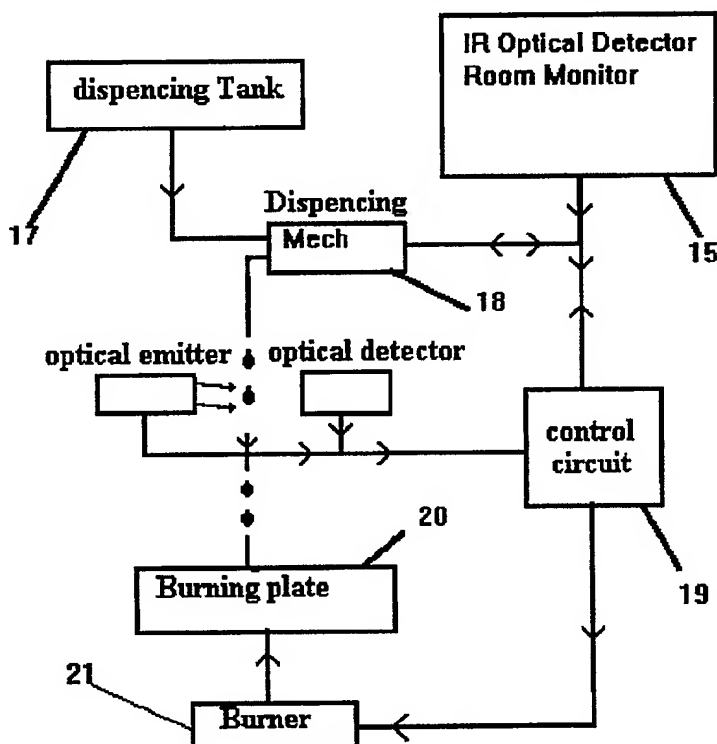 IR Optical Detector
Room Monitor
dispencing Tank
17
15
Dispencing
Mech
18
optical emitter
optical detector
control
circuit
20
19
Burning plate
21
Burner